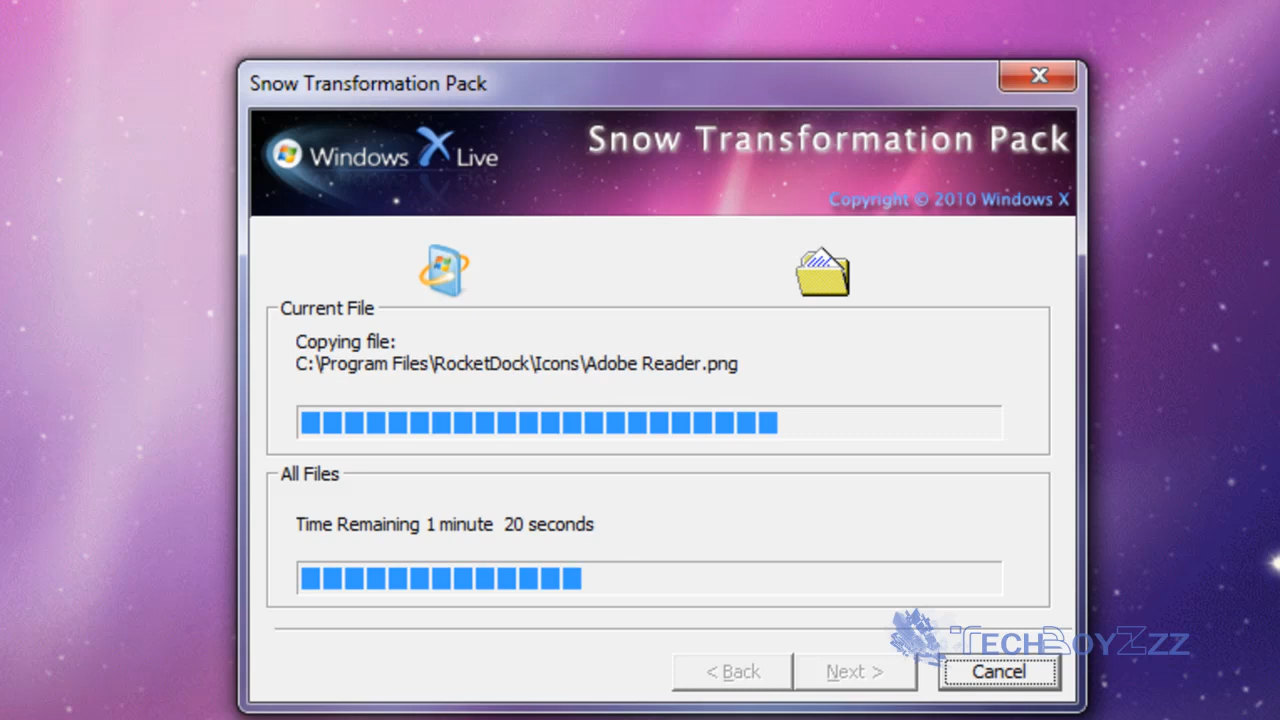 Snow Transformation Pack
X
Windows X Live
Snow Transformation Pack
Copyright © 2010 Windows X
Current File
Copying file:
C:\Program Files\RocketDock\Icons\Adobe Reader.png
All Files
Time Remaining 1 minute 20 seconds
TechBoyZzz
< Back
Next >
Cancel